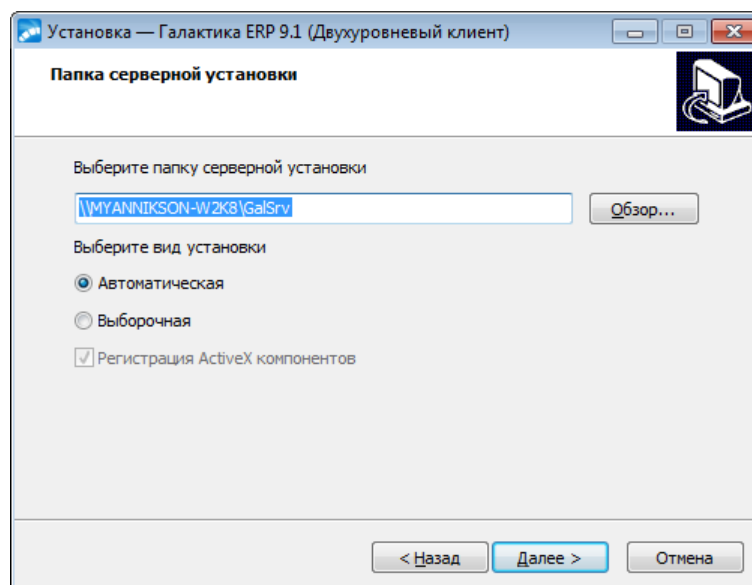 Установка — Галактика ERP 9.1 (Двухуровневый клиент)
Папка серверной установки
Выберите папку серверной установки
\\MYANNIKSON-W2K8\GalSrv
Обзор...
Выберите вид установки
Автоматическая
Выборочная
Регистрация ActiveX компонентов
< Назад
Далее >
Отмена